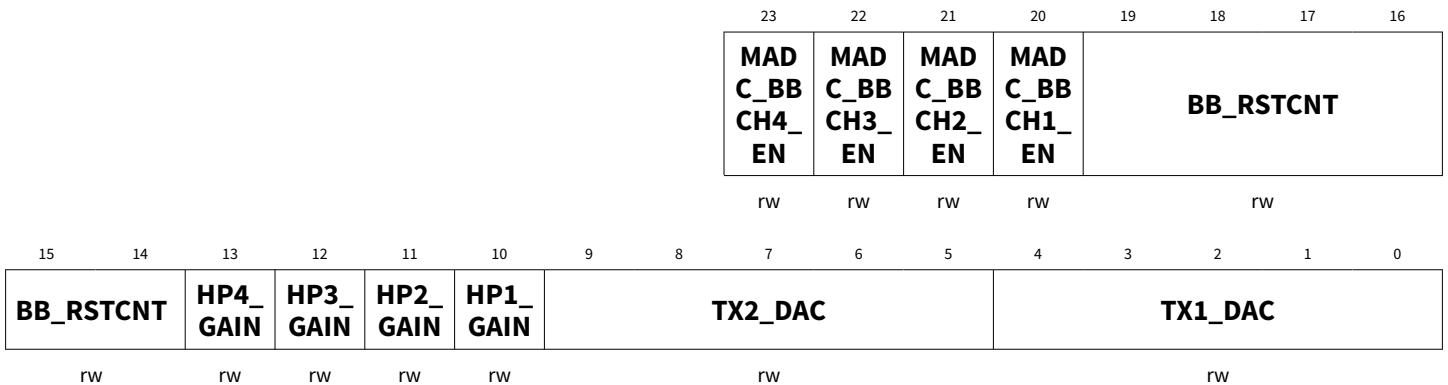 23 22 21 20 19 18 17 16
MAD MAD MAD MAD
C_BB C_BB C_BB C_BB
CH4_ CH3_ CH2_ CH1_
EN EN EN EN
BB_RSTCNT
rw rw rw rw rw
15 14 13 12 11 10 9 8 7 6 5 4 3 2 1 0
BB_RSTCNT HP4_ HP3_ HP2_ HP1_ TX2_DAC TX1_DAC
GAIN GAIN GAIN GAIN
rw rw rw rw rw rw rw